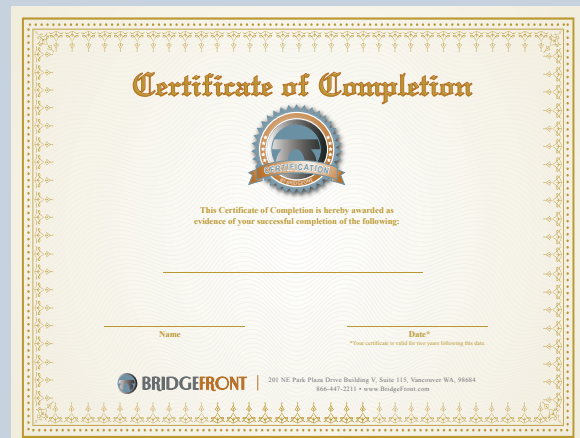 Certificate of Completion
CERTIFICATION
This Certificate of Completion is hereby awarded as
evidence of your successful completion of the following:
Name
Date*
*Your certificate is valid for two years following this date
BRIDGEFRONT
201 NE Park Plaza Drive Building V, Suite 115, Vancouver WA, 98684
866-447-2211 • www.BridgeFront.com